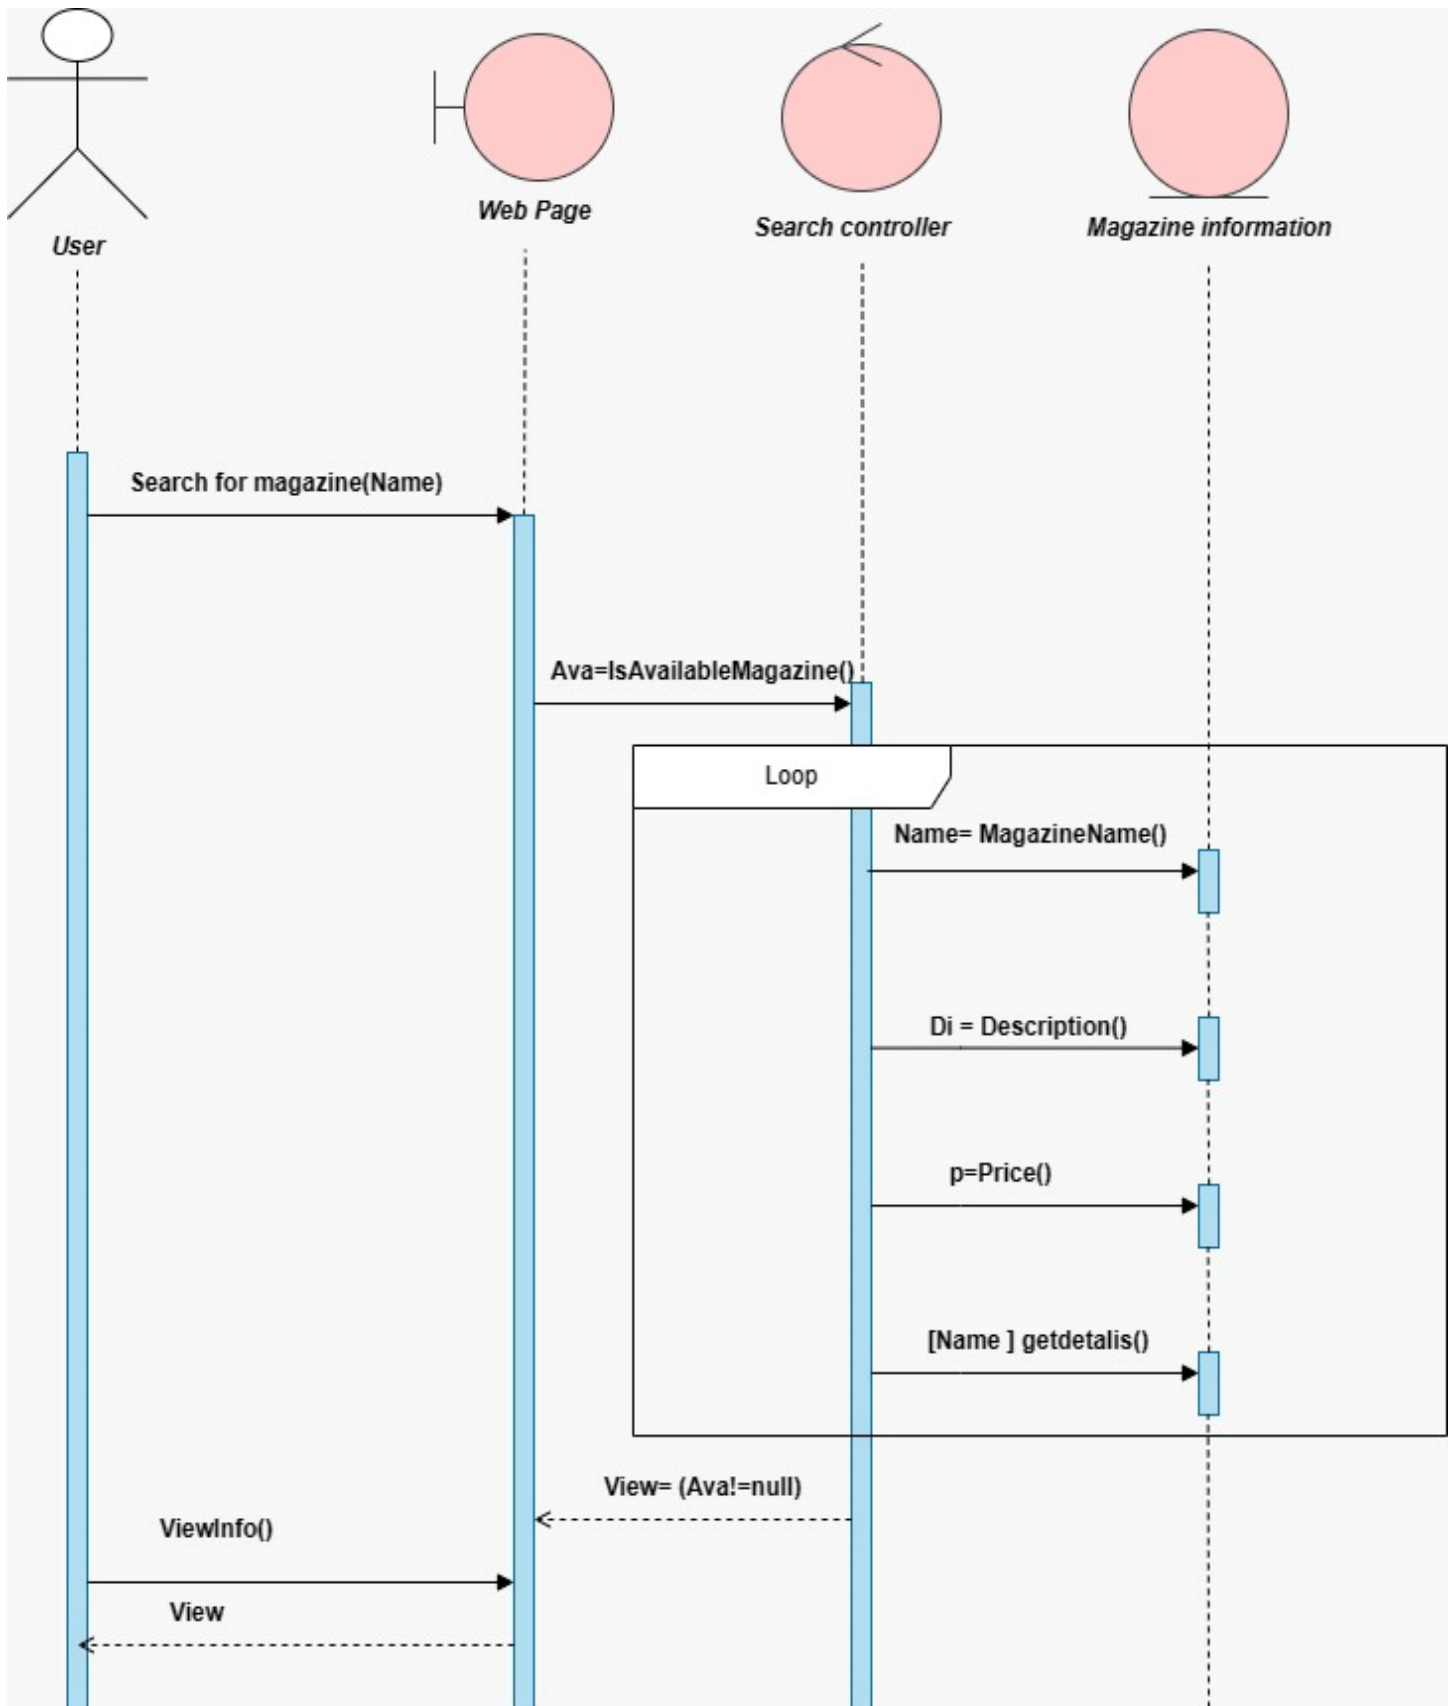 User
Web Page
Search controller
Magazine information
Search for magazine(Name)
Ava=IsAvailableMagazine()
Loop
Name= MagazineName()
Di = Description()
p=Price()
[Name ] getdetalis()
View= (Ava!=null)
ViewInfo()
View